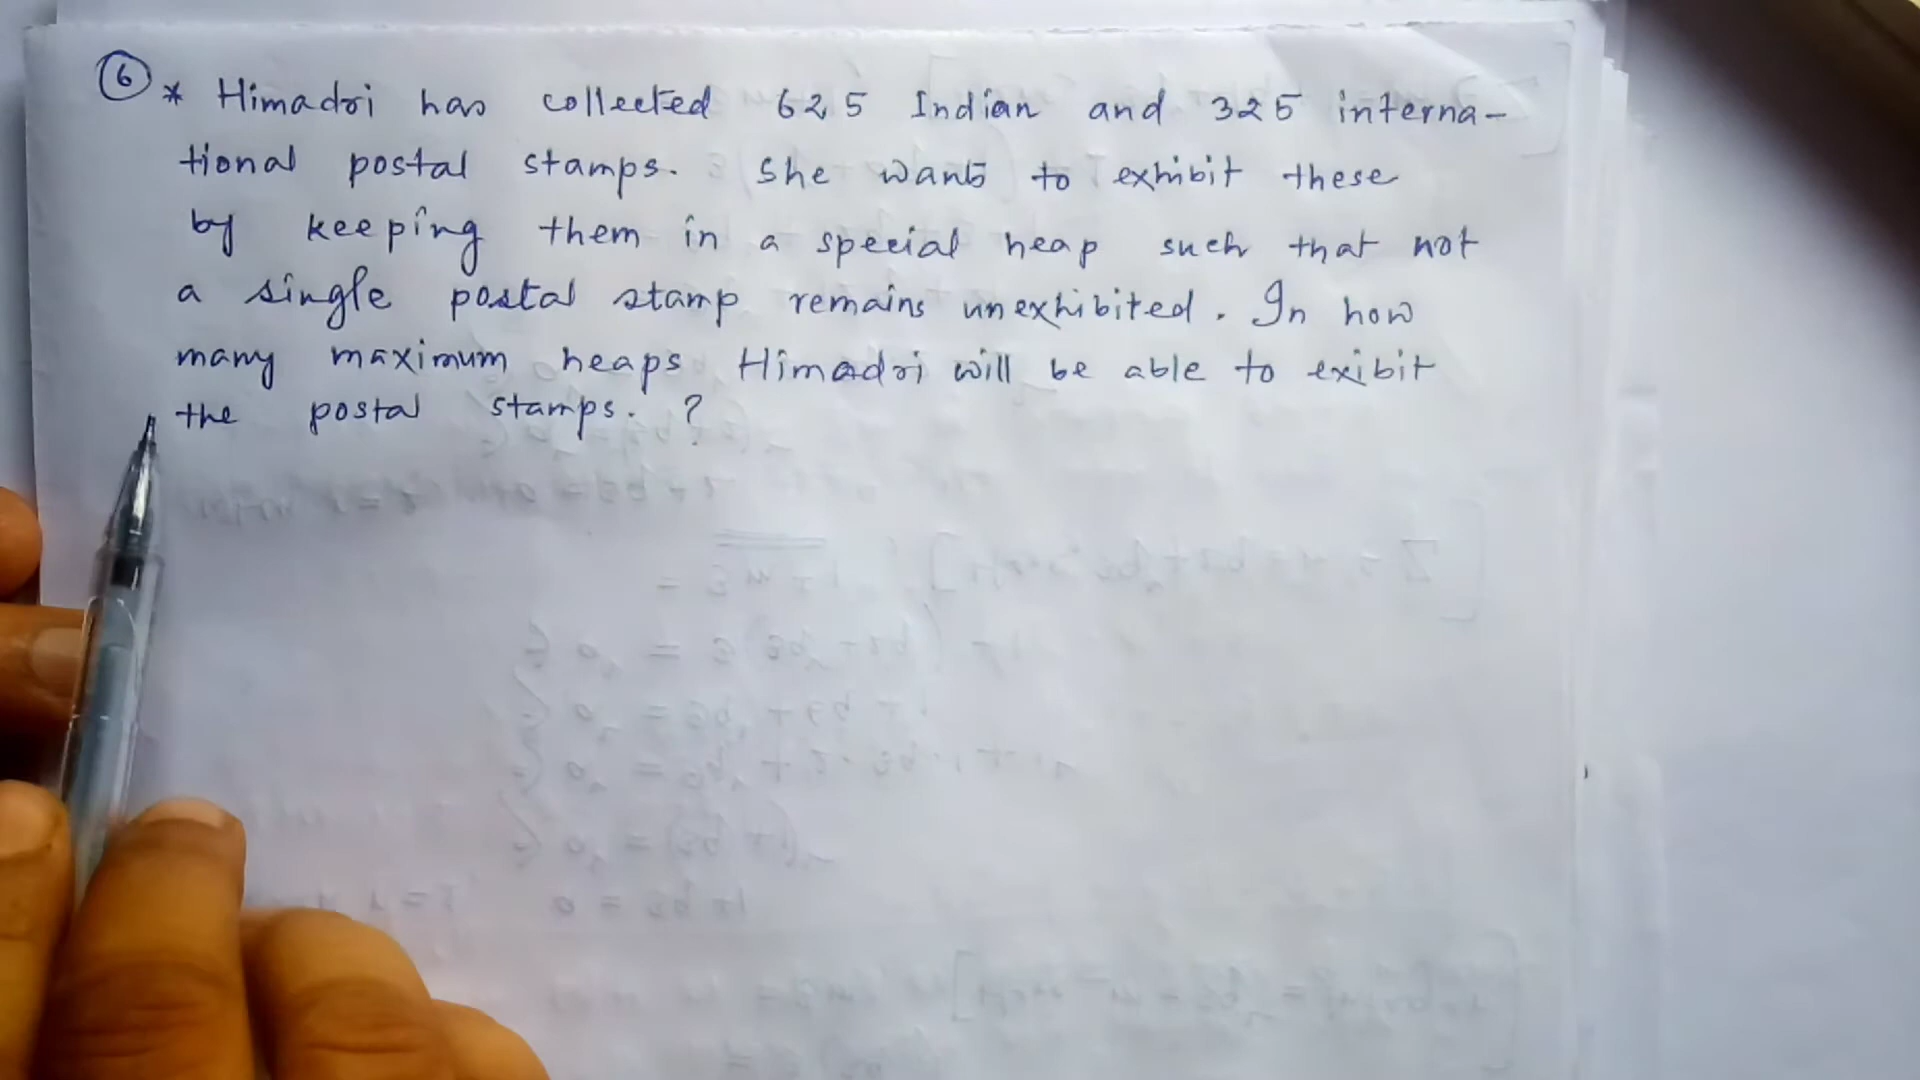 6 * Himadri has collected 625 Indian and 325 interna-
tional postal stamps. She wants to exhibit these
by keeping them in a special heap such that not
a single postal stamp remains unexhibited. In how
many maximum heaps Himadri will be able to exibit
the postal stamps. ?